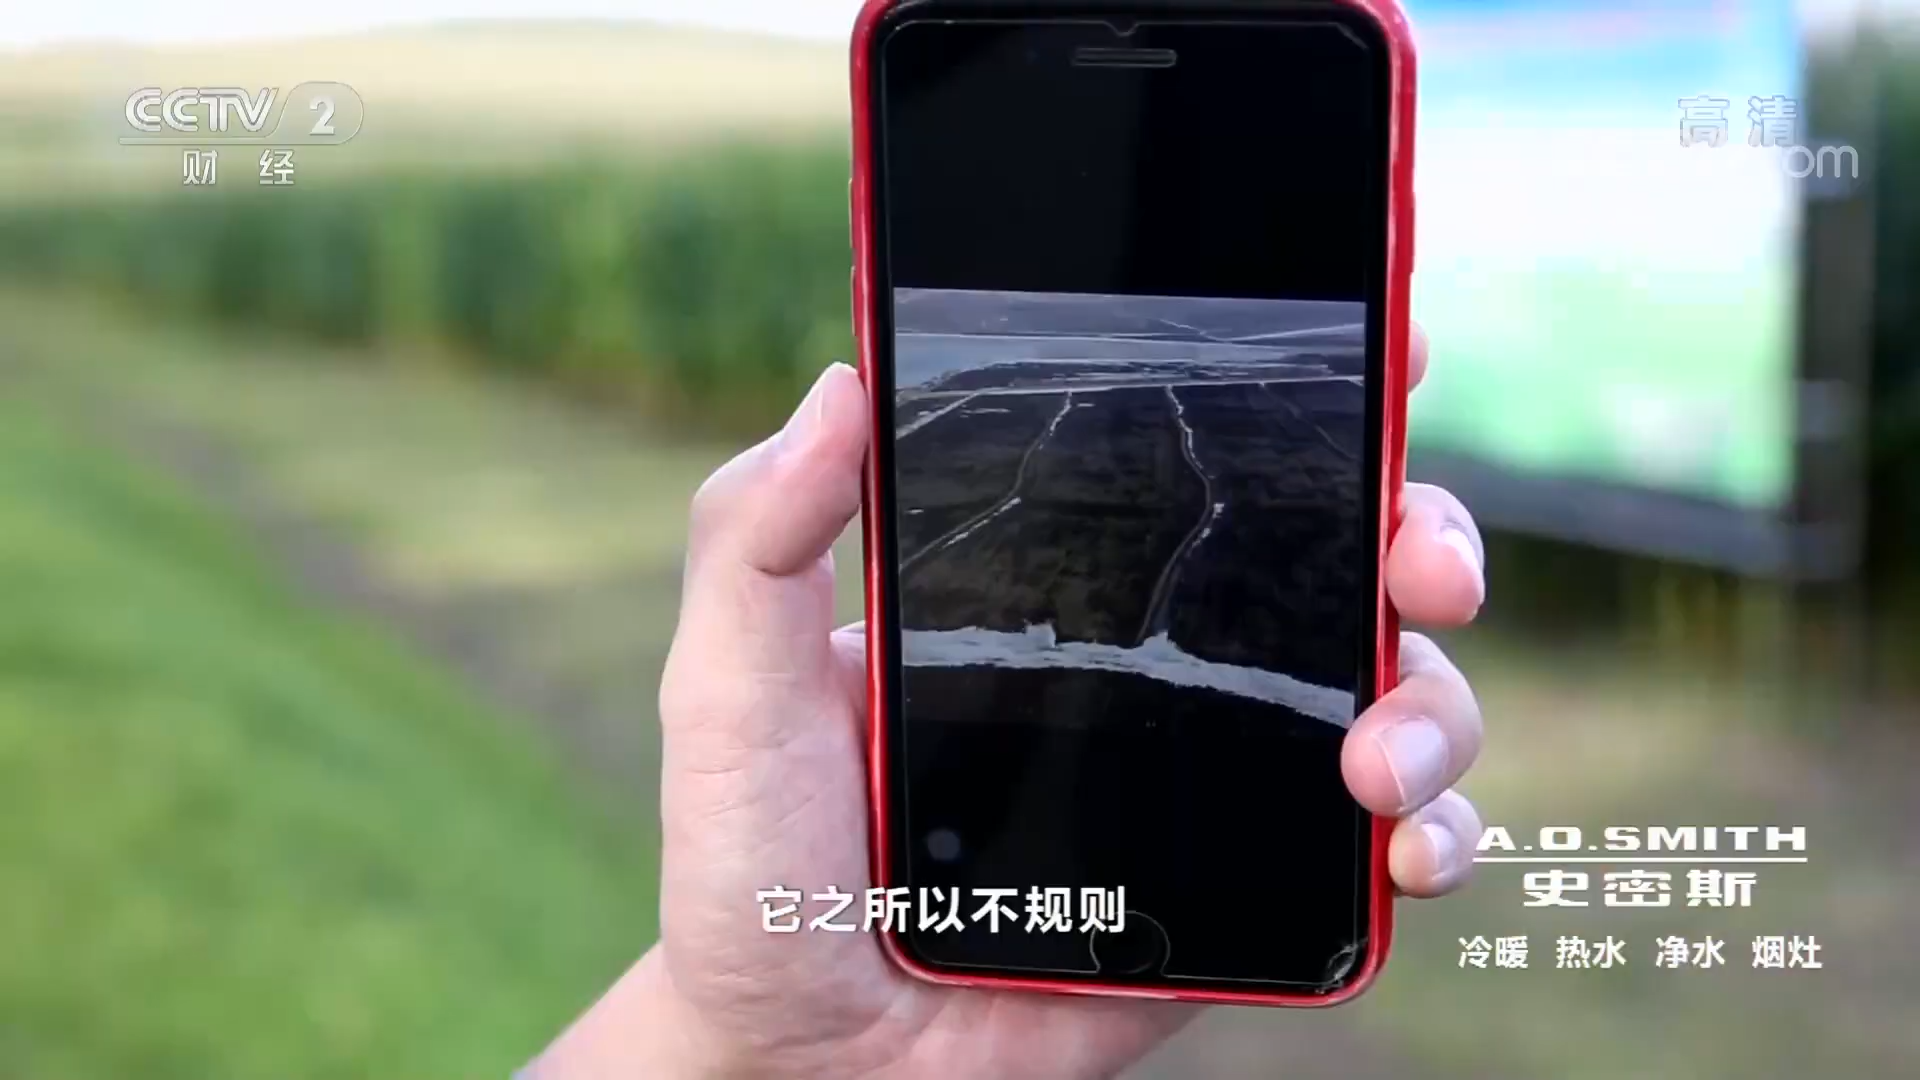 CCTV 2
财 经
高清
om
它之所以不规则
A.O.SMITH
史密斯
冷暖 热水 净水 烟灶